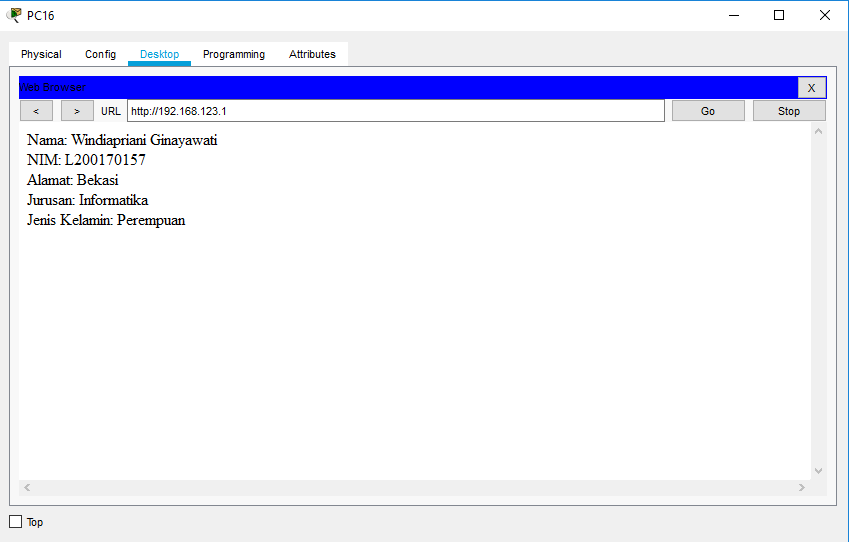 PC16
Physical Config Desktop Programming Attributes
Web Browser
X
< > URL http://192.168.123.1 Go Stop
Nama: Windiapriani Ginayawati
NIM: L200170157
Alamat: Bekasi
Jurusan: Informatika
Jenis Kelamin: Perempuan
Top